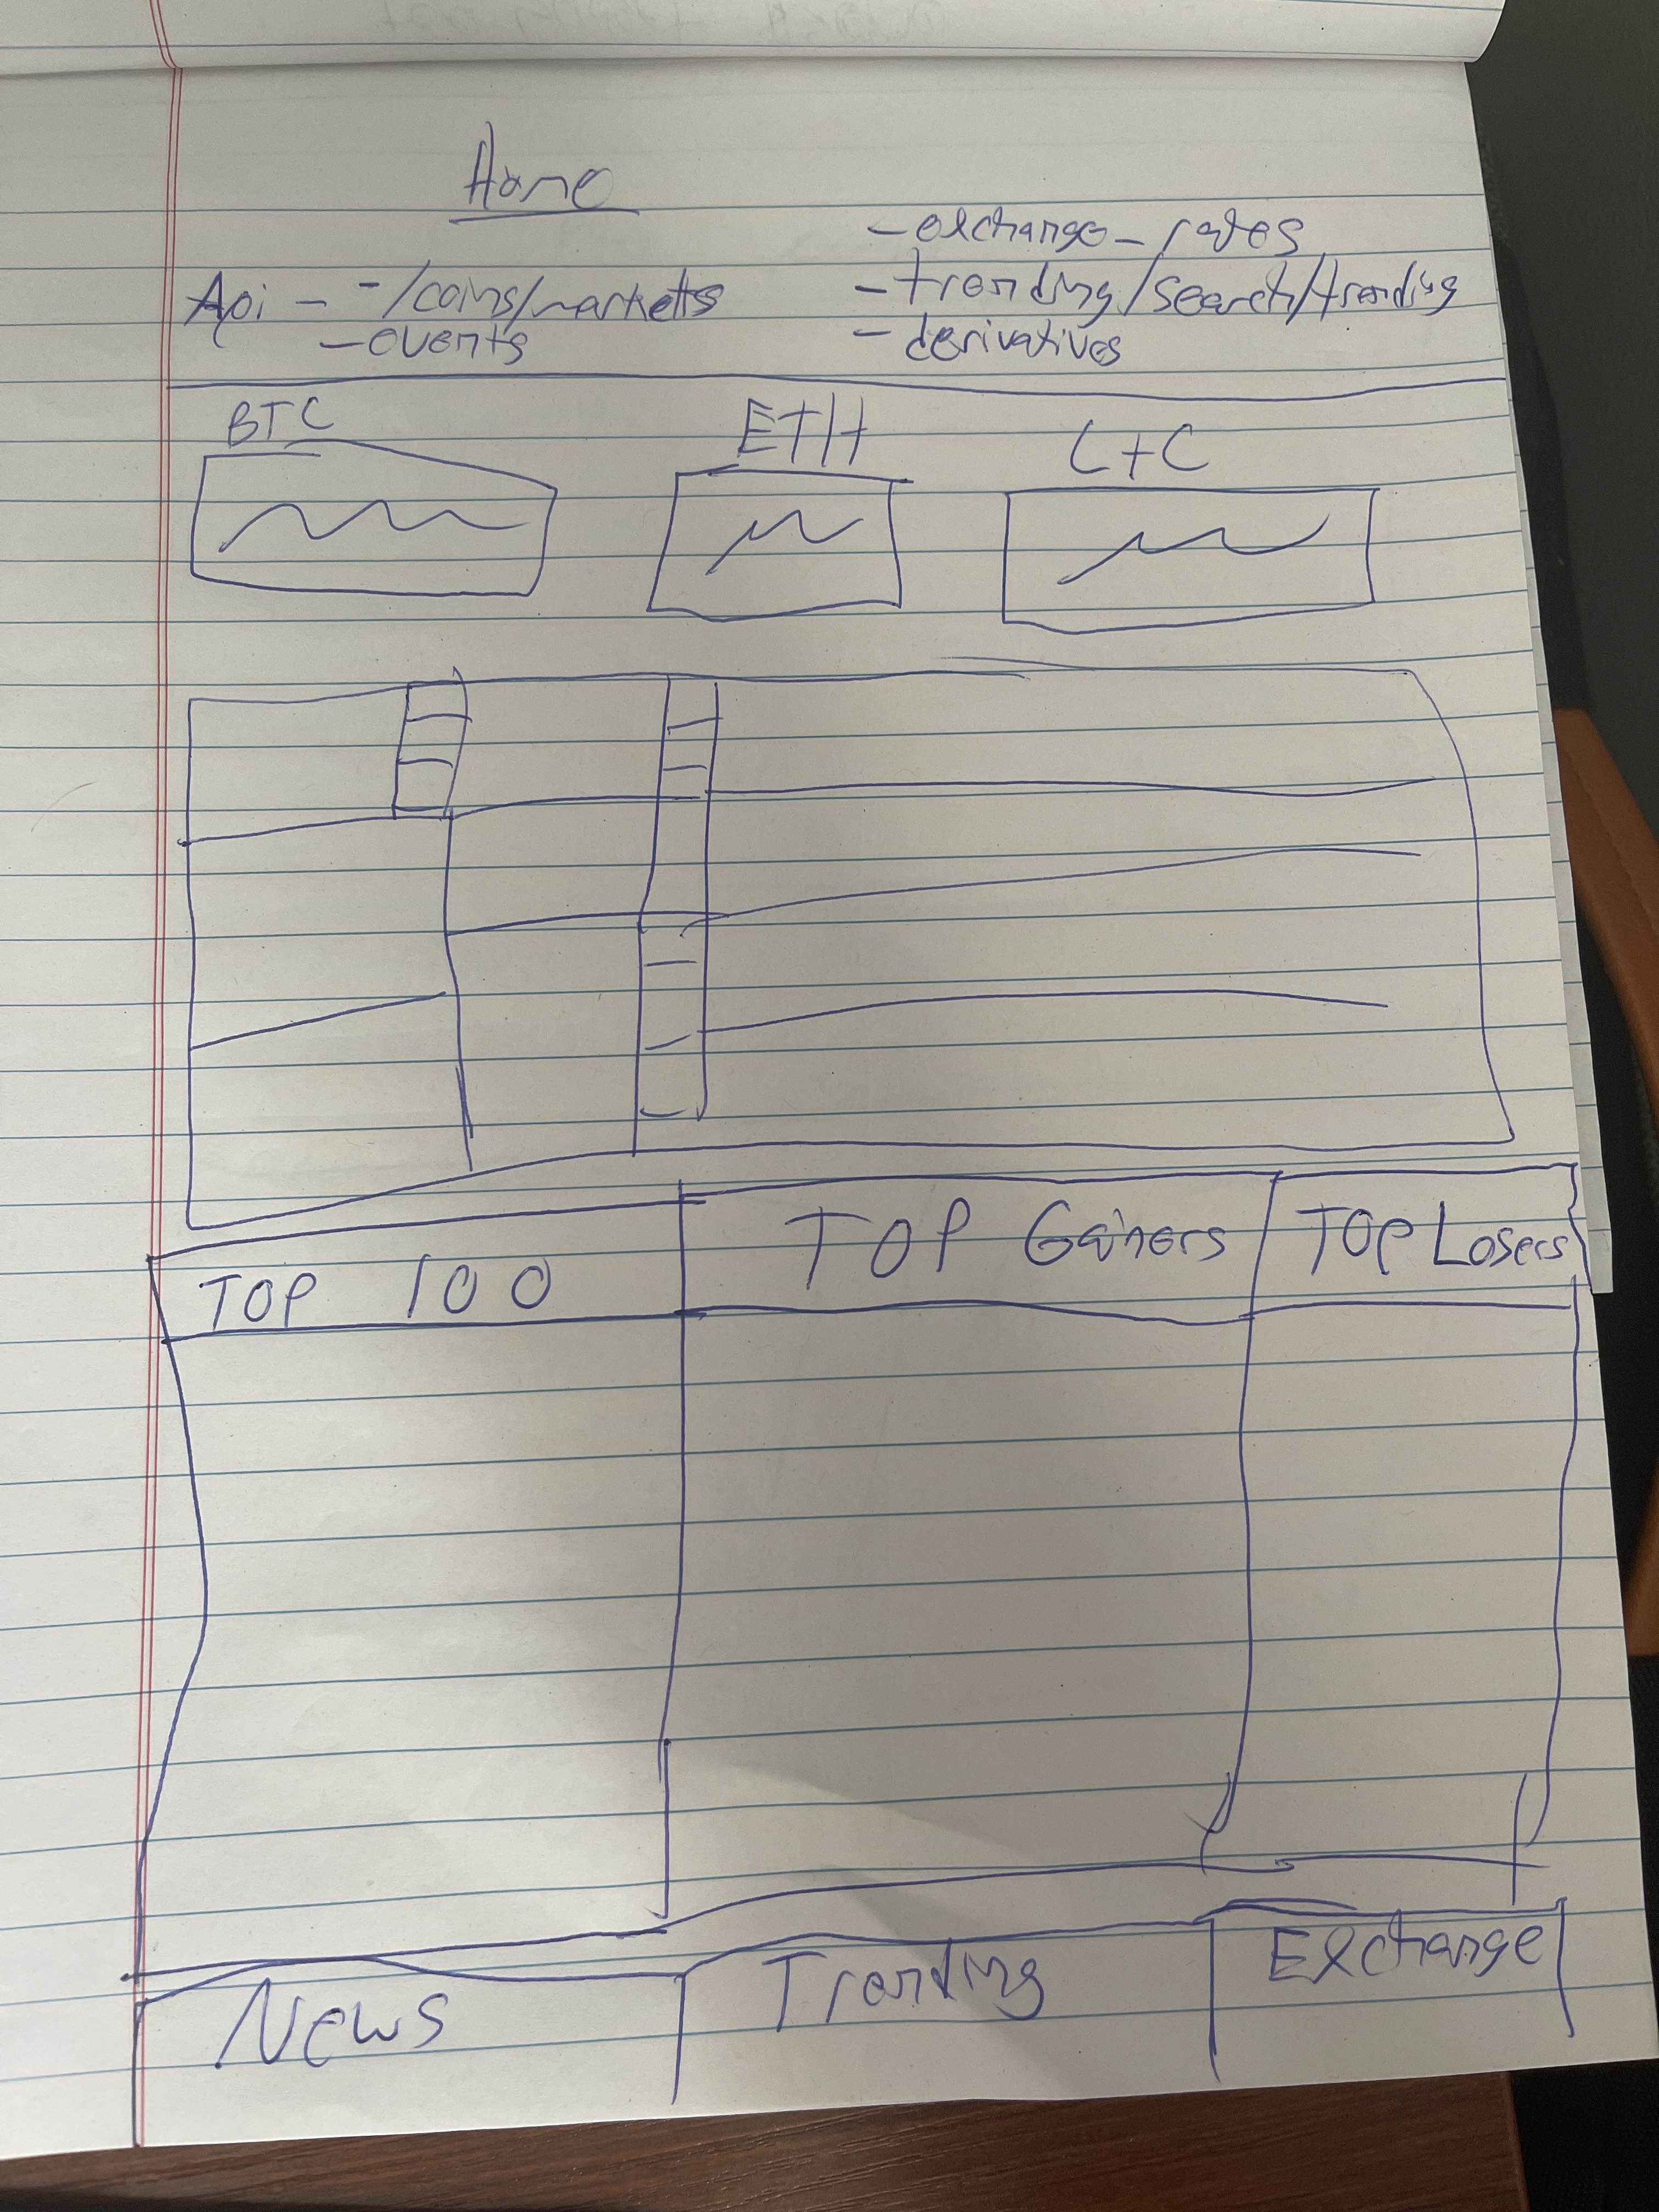 Home
Api - - /coins/marketts
- events
- exchange_rates
- trending/search/trending
- derivatives
BTC
ETH
LTC
TOP 100
TOP Gainers
TOP Losers
News
Trending
Exchange